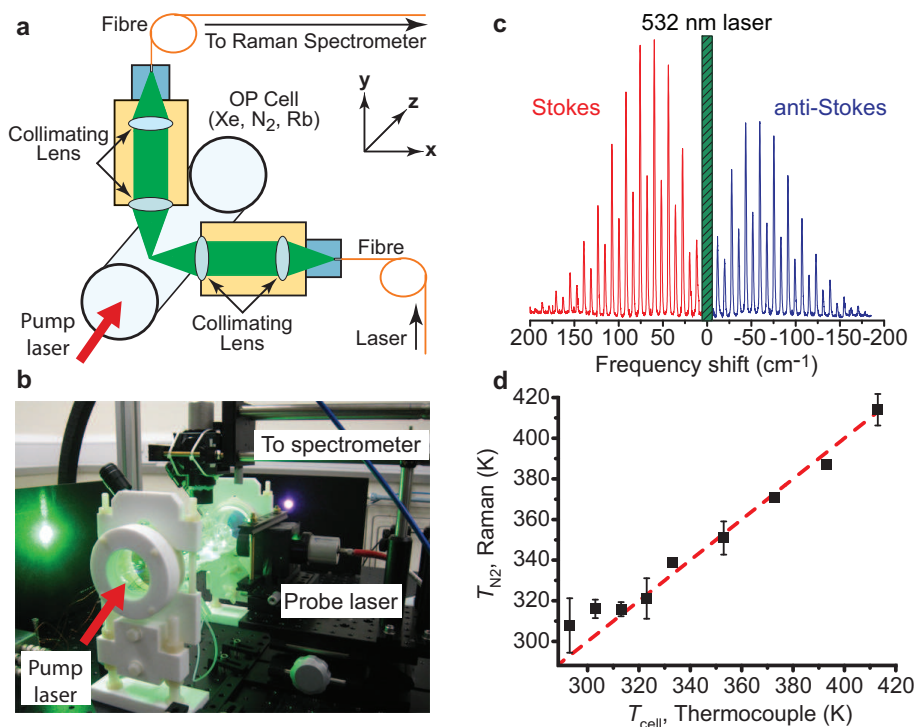 a
Fibre
To Raman Spectrometer
OP Cell
(Xe, N₂, Rb)
y
z
x
Collimating
Lens
Fibre
Collimating
Lens
Pump
laser
Laser
b
To spectrometer
Probe laser
Pump
laser
c
532 nm laser
Stokes
anti-Stokes
200 150 100 50 0 -50 -100 -150 -200
Frequency shift (cm⁻¹)
d
420
400
380
360
340
320
300
T_N2, Raman (K)
300 320 340 360 380 400 420
T_cell, Thermocouple (K)